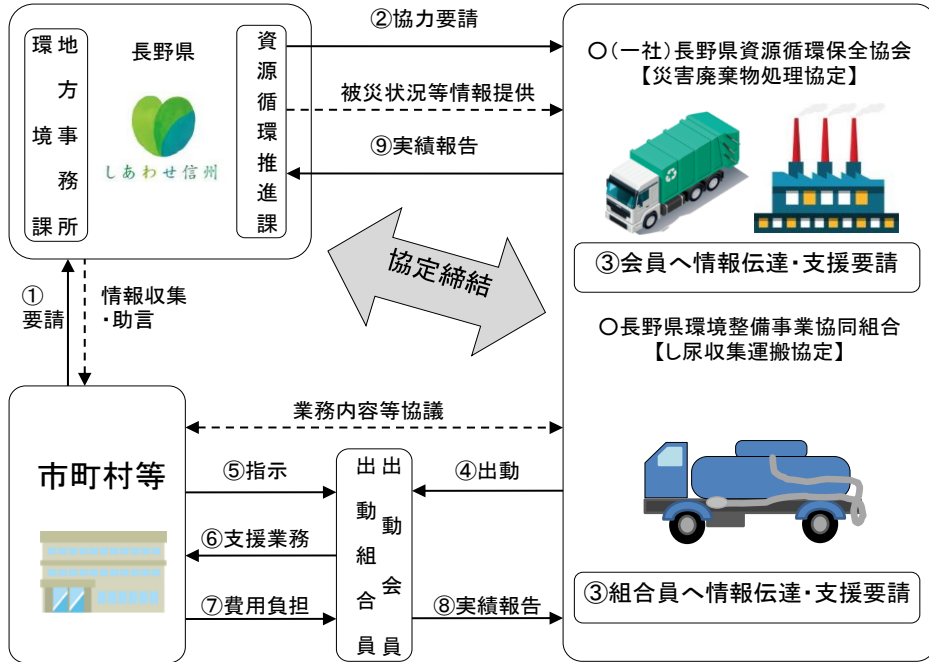 長野県
地方事務所
環境課
しあわせ信州
資源循環推進課
②協力要請
被災状況等情報提供
⑨実績報告
〇(一社)長野県資源循環保全協会
【災害廃棄物処理協定】
③会員へ情報伝達・支援要請
協定締結
①
要請
情報収集
・助言
〇長野県環境整備事業協同組合
【し尿収集運搬協定】
③組合員へ情報伝達・支援要請
業務内容等協議
市町村等
⑤指示
④出動
⑥支援業務
⑦費用負担
出動会員
出動組合員
⑧実績報告